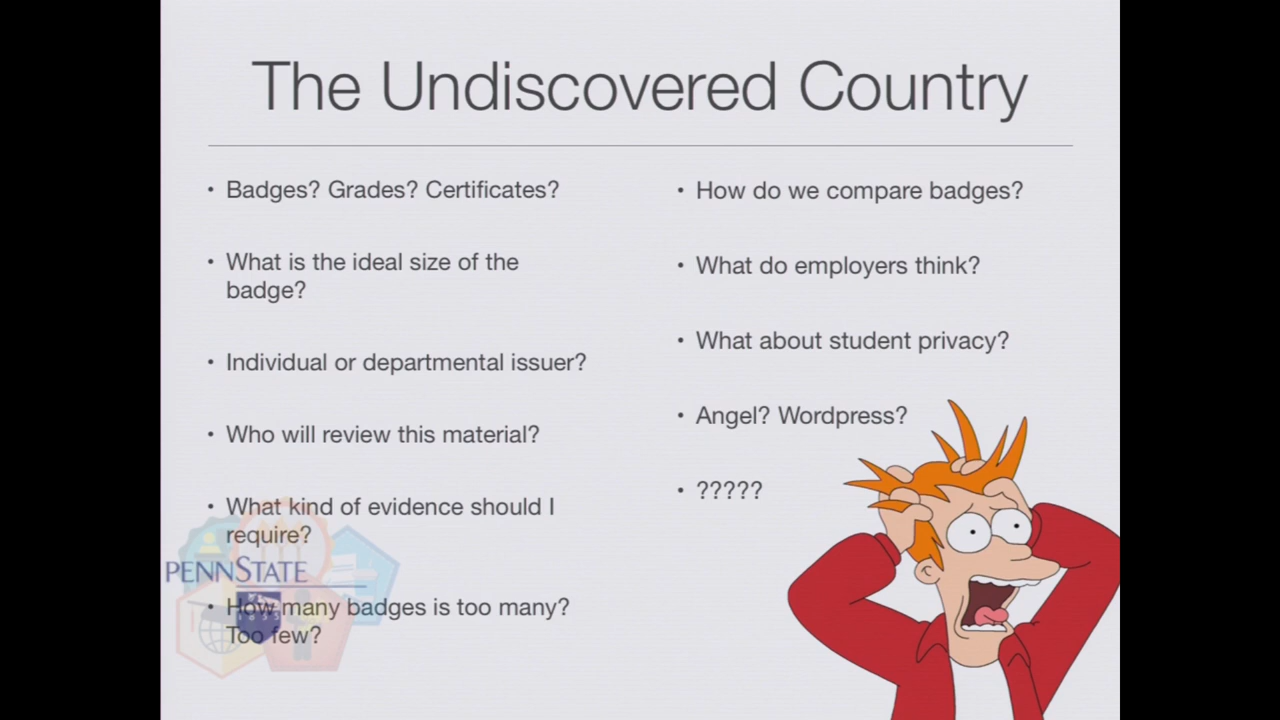 The Undiscovered Country
• Badges? Grades? Certificates?
• What is the ideal size of the
badge?
• Individual or departmental issuer?
• Who will review this material?
• What kind of evidence should I
require?
• How many badges is too many?
Too few?
• How do we compare badges?
• What do employers think?
• What about student privacy?
• Angel? Wordpress?
• ?????
PENNSTATE
1855